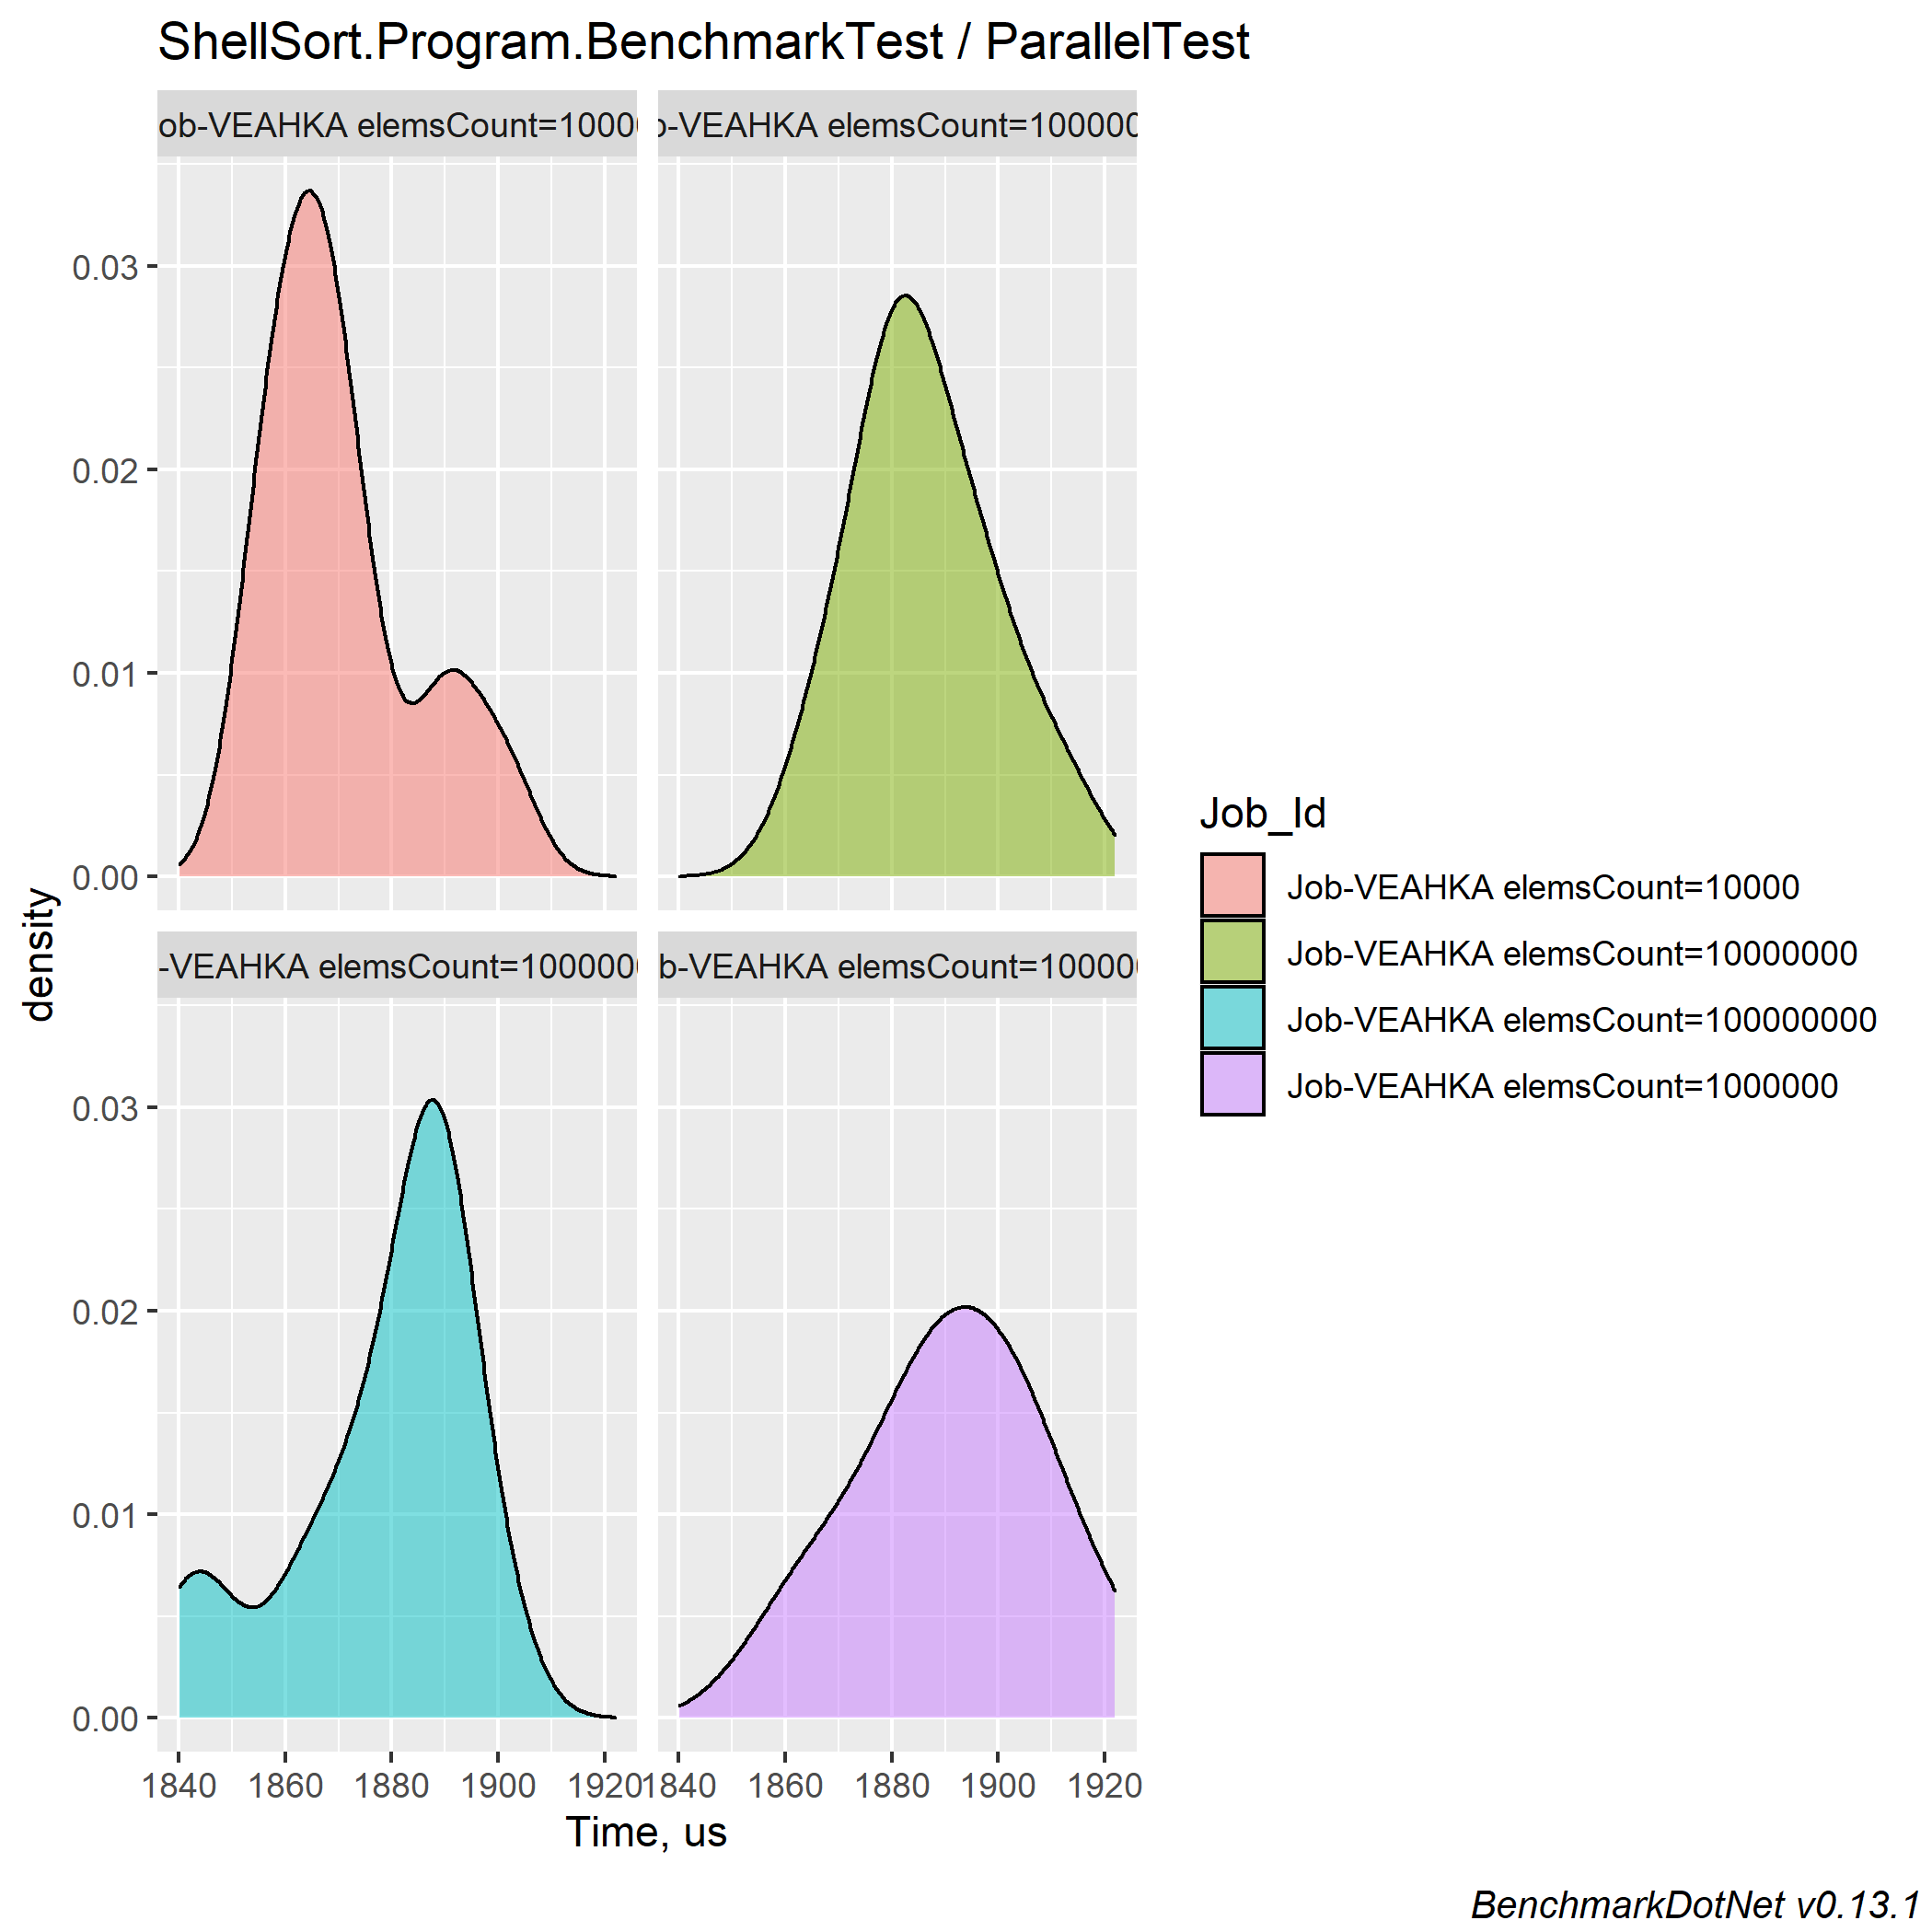 ShellSort.Program.BenchmarkTest / ParallelTest
ob-VEAHKA elemsCount=1000
-VEAHKA elemsCount=100000
0.03
0.02
0.01
0.00
density
-VEAHKA elemsCount=100000
b-VEAHKA elemsCount=10000
0.03
0.02
0.01
0.00
1840 1860 1880 1900 1920
1840 1860 1880 1900 1920
Time, us
Job_Id
Job-VEAHKA elemsCount=10000
Job-VEAHKA elemsCount=10000000
Job-VEAHKA elemsCount=100000000
Job-VEAHKA elemsCount=1000000
BenchmarkDotNet v0.13.1